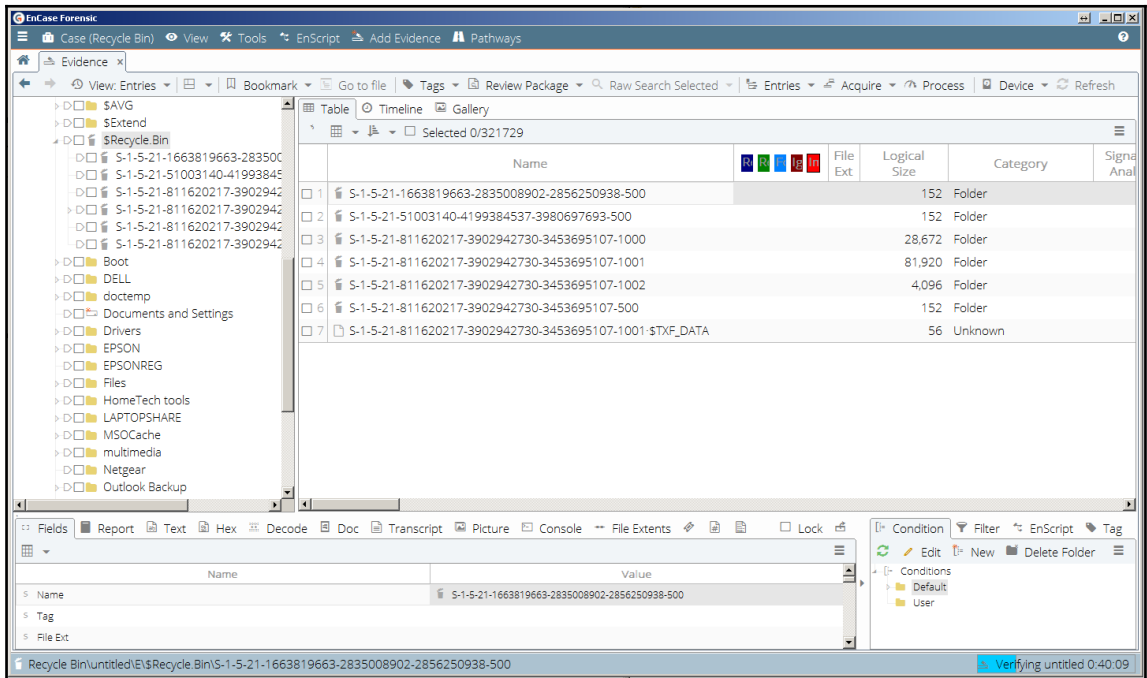 EnCase Forensic
Case (Recycle Bin) View Tools EnScript Add Evidence Pathways
Evidence x
View: Entries Bookmark Go to file Tags Review Package Raw Search Selected Entries Acquire Process Device Refresh
$AVG
$Extend
$Recycle.Bin
S-1-5-21-1663819663-28350C
S-1-5-21-51003140-41993845
S-1-5-21-811620217-3902942
S-1-5-21-811620217-3902942
S-1-5-21-811620217-3902942
S-1-5-21-811620217-3902942
Boot
DELL
doctemp
Documents and Settings
Drivers
EPSON
EPSONREG
Files
HomeTech tools
LAPTOPSHARE
MSOCache
multimedia
Netgear
Outlook Backup
Table Timeline Gallery
Selected 0/321729
Name Re Re Fo Ig In File Ext Logical Size Category Signa Anal
1 S-1-5-21-1663819663-2835008902-2856250938-500 152 Folder
2 S-1-5-21-51003140-4199384537-3980697693-500 152 Folder
3 S-1-5-21-811620217-3902942730-3453695107-1000 28,672 Folder
4 S-1-5-21-811620217-3902942730-3453695107-1001 81,920 Folder
5 S-1-5-21-811620217-3902942730-3453695107-1002 4,096 Folder
6 S-1-5-21-811620217-3902942730-3453695107-500 152 Folder
7 S-1-5-21-811620217-3902942730-3453695107-1001·$TXF_DATA 56 Unknown
Fields Report Text Hex Decode Doc Transcript Picture Console File Extents Lock
Name Value
S Name S-1-5-21-1663819663-2835008902-2856250938-500
S Tag
S File Ext
Condition Filter EnScript Tag
Edit New Delete Folder
Conditions
Default
User
Recycle Bin\untitled\E\$Recycle.Bin\S-1-5-21-1663819663-2835008902-2856250938-500
Verifying untitled 0:40:09